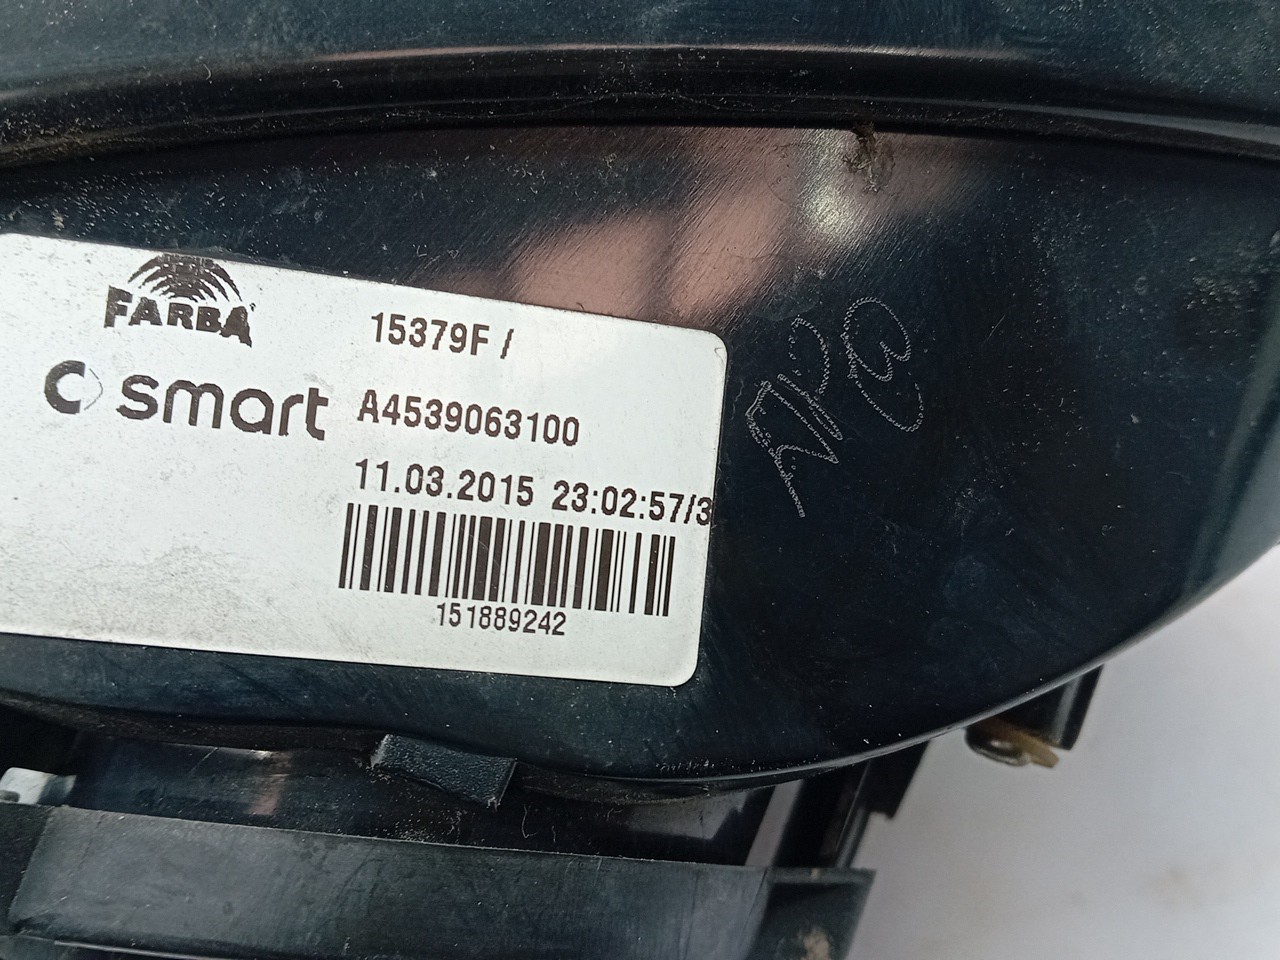 FARBA
15379F /
smart
A4539063100
11.03.2015 23:02:57/3
151889242